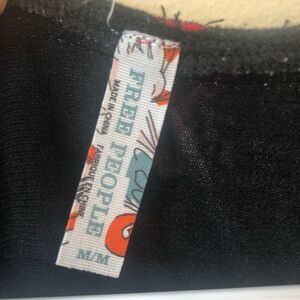 FREE PEOPLE
MADE IN CHINA
FABRIQUE EN CHINE
M/M